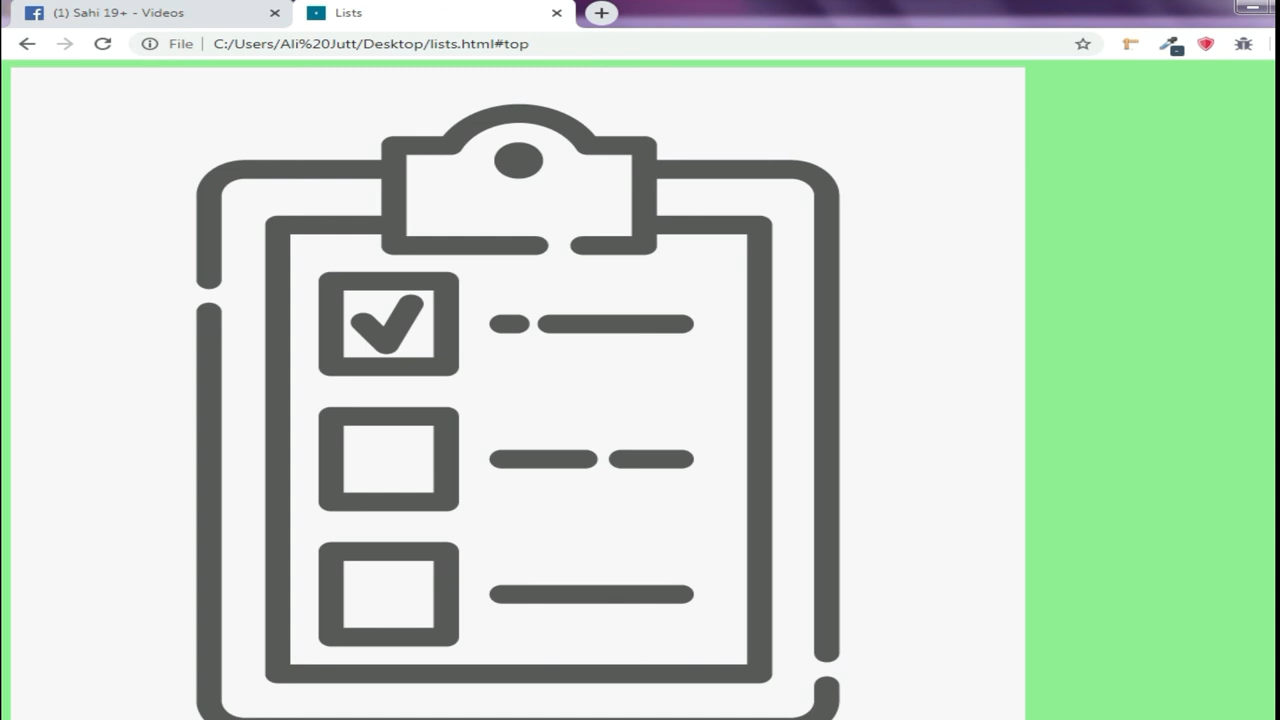 (1) Sahi 19+ - Videos
Lists
File
C:/Users/Ali%20Jutt/Desktop/lists.html#top